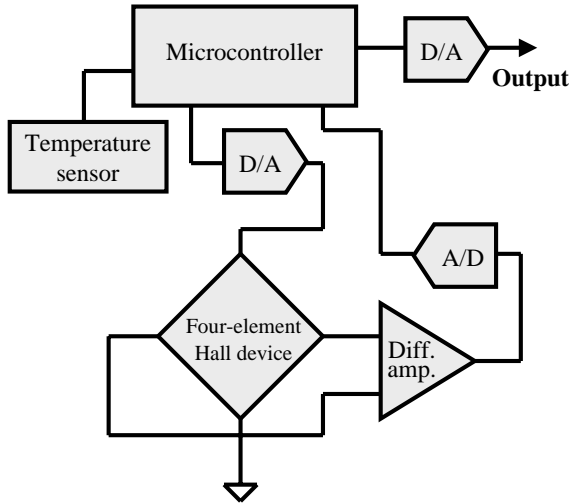 Microcontroller
D/A
Output
Temperature
sensor
D/A
A/D
Four-element
Hall device
Diff.
amp.